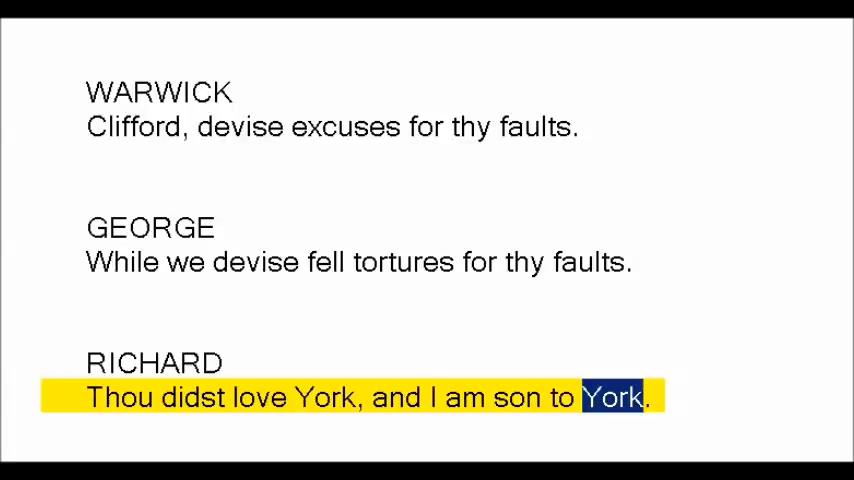 WARWICK
Clifford, devise excuses for thy faults.
GEORGE
While we devise fell tortures for thy faults.
RICHARD
Thou didst love York, and I am son to York.